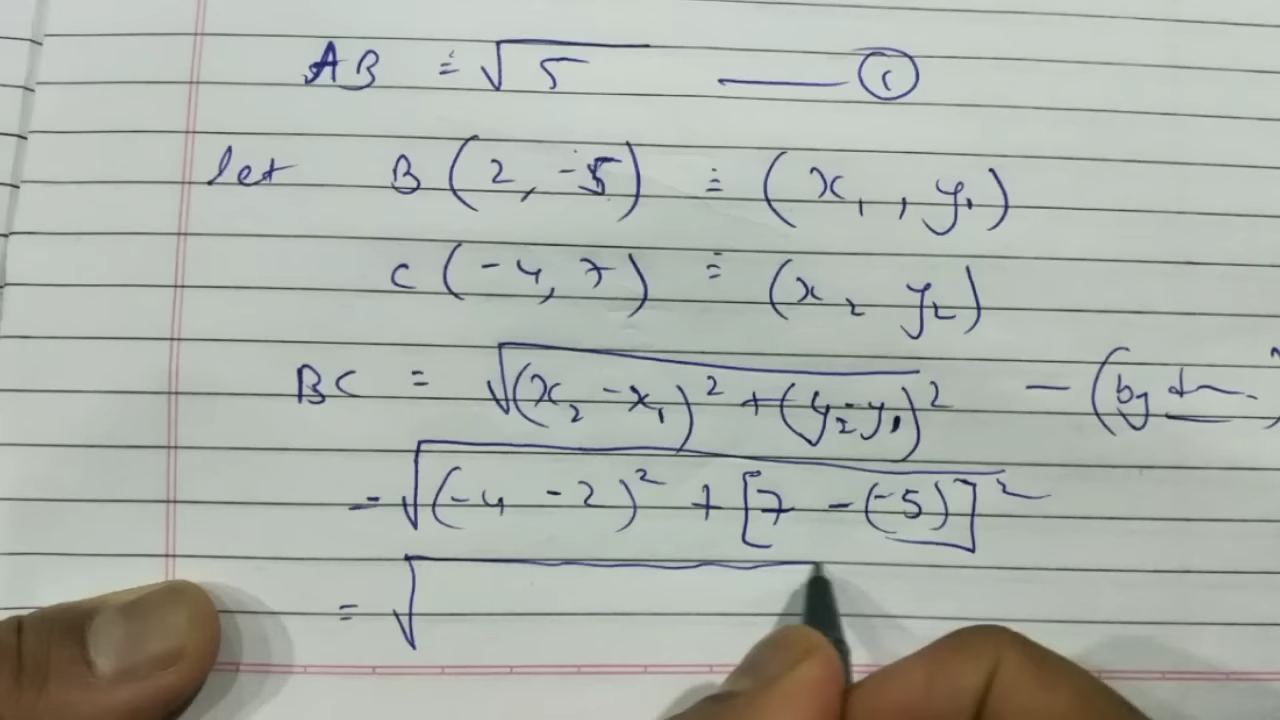 AB = √5 —— ①
let B (2, -5) ≡ (x₁, y₁)
C (-4, 7) ≡ (x₂ y₂)
BC = √(x₂ - x₁)² + (y₂ - y₁)² - (by
= √(-4 - 2)² + [7 - (-5)]²
= √